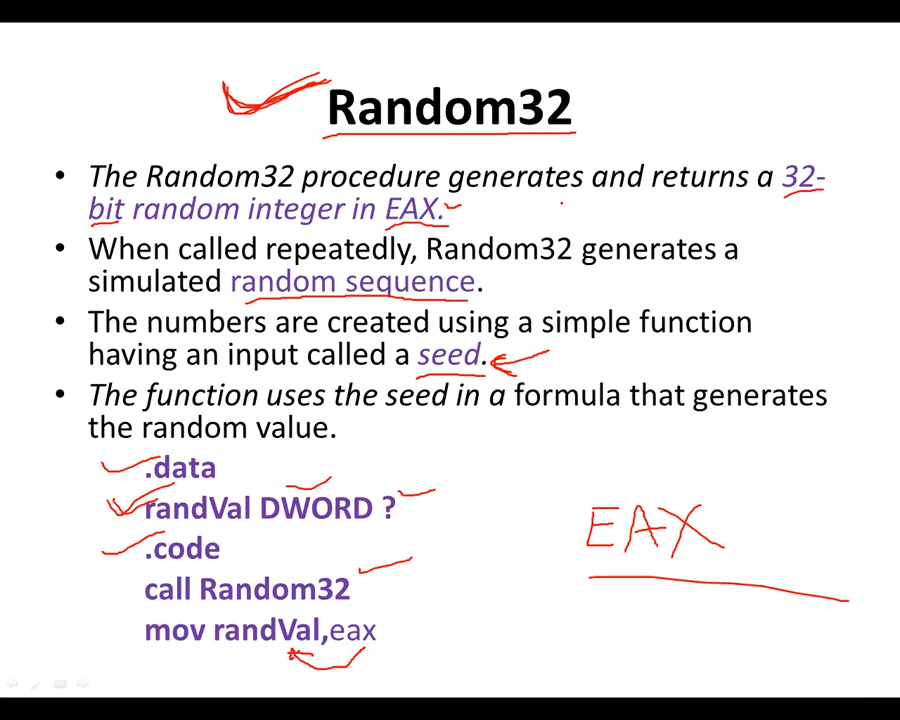 Random32
• The Random32 procedure generates and returns a 32-
bit random integer in EAX.
• When called repeatedly, Random32 generates a
simulated random sequence.
• The numbers are created using a simple function
having an input called a seed.
• The function uses the seed in a formula that generates
the random value.
.data
randVal DWORD ?
.code
call Random32
mov randVal,eax
EAX